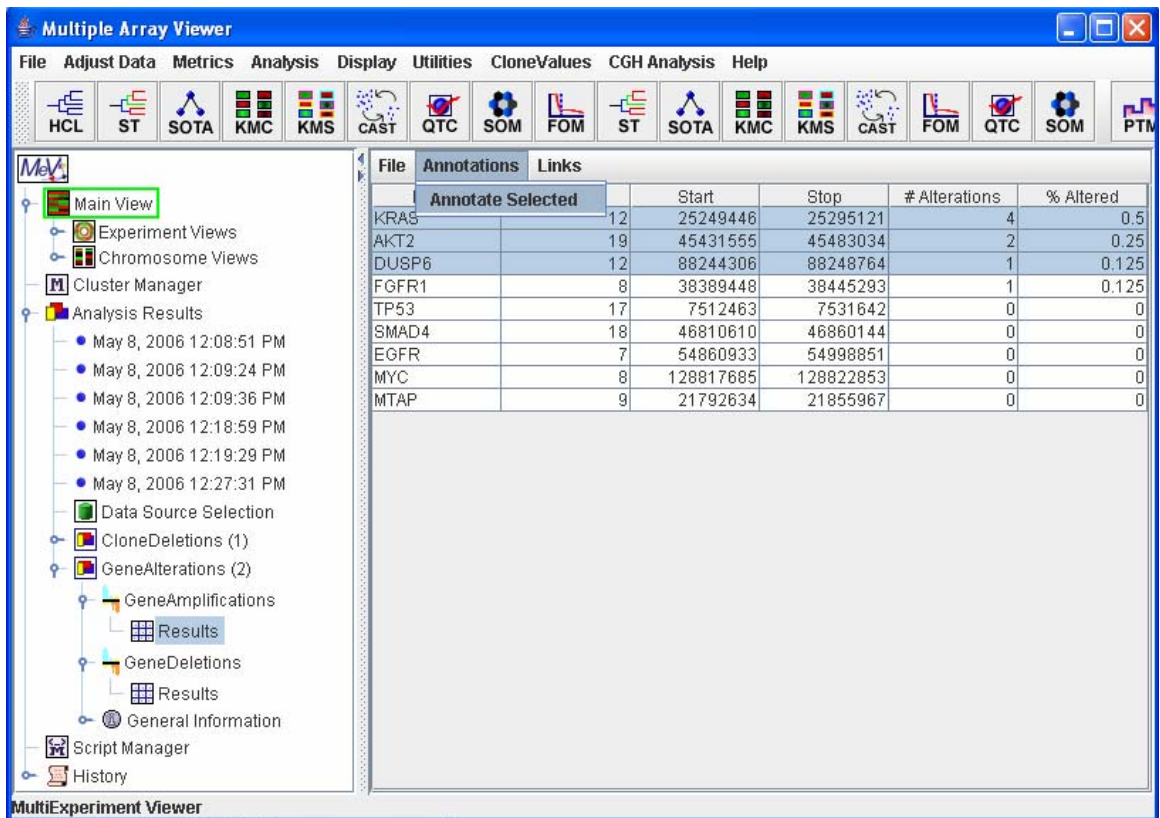 Multiple Array Viewer
File Adjust Data Metrics Analysis Display Utilities CloneValues CGH Analysis Help
HCL ST SOTA KMC KMS CAST QTC SOM FOM ST SOTA KMC KMS CAST FOM QTC SOM PTM
MeV
Main View
Experiment Views
Chromosome Views
M Cluster Manager
Analysis Results
May 8, 2006 12:08:51 PM
May 8, 2006 12:09:24 PM
May 8, 2006 12:09:36 PM
May 8, 2006 12:18:59 PM
May 8, 2006 12:19:29 PM
May 8, 2006 12:27:31 PM
Data Source Selection
CloneDeletions (1)
GeneAlterations (2)
GeneAmplifications
Results
GeneDeletions
Results
General Information
Script Manager
History
File Annotations Links
Annotate Selected
Start Stop # Alterations % Altered
KRAS 12 25249446 25295121 4 0.5
AKT2 19 45431555 45483034 2 0.25
DUSP6 12 88244306 88248764 1 0.125
FGFR1 8 38389448 38445293 1 0.125
TP53 17 7512463 7531642 0 0
SMAD4 18 46810610 46860144 0 0
EGFR 7 54860933 54998851 0 0
MYC 8 128817685 128822853 0 0
MTAP 9 21792634 21855967 0 0
MultiExperiment Viewer